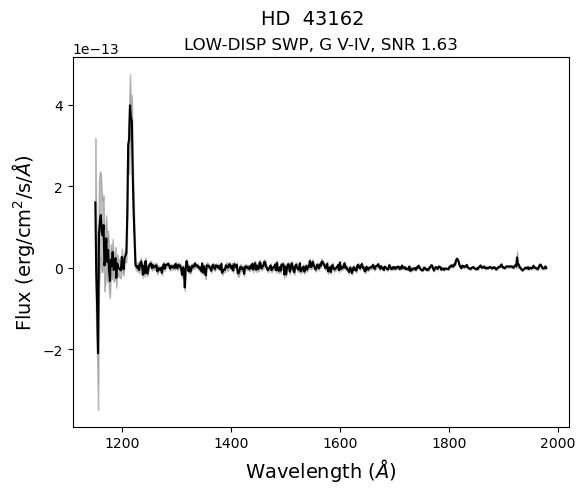 HD  43162
LOW-DISP SWP, G V-IV, SNR 1.63
1e−13
4
2
0
−2
Flux (erg/cm²/s/Å)
1200 1400 1600 1800 2000
Wavelength (Å)